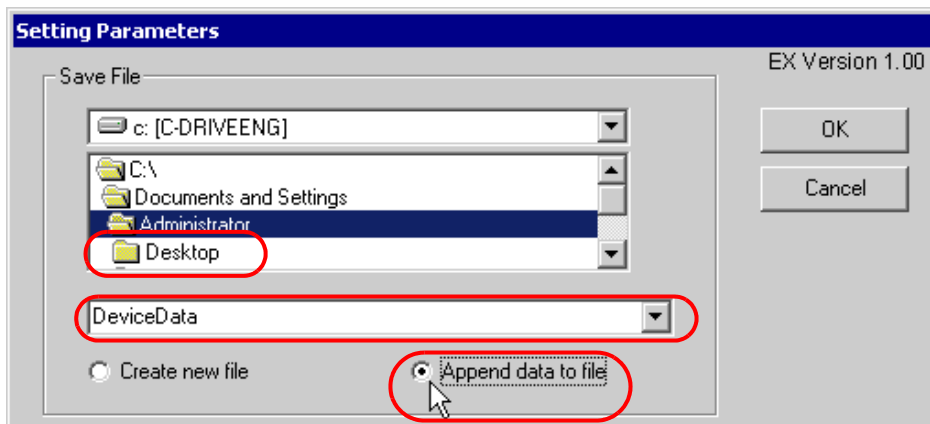 Setting Parameters
EX Version 1.00
Save File
c: [C-DRIVEENG]
OK
C:\
Documents and Settings
Cancel
Administrator
Desktop
DeviceData
Create new file
Append data to file